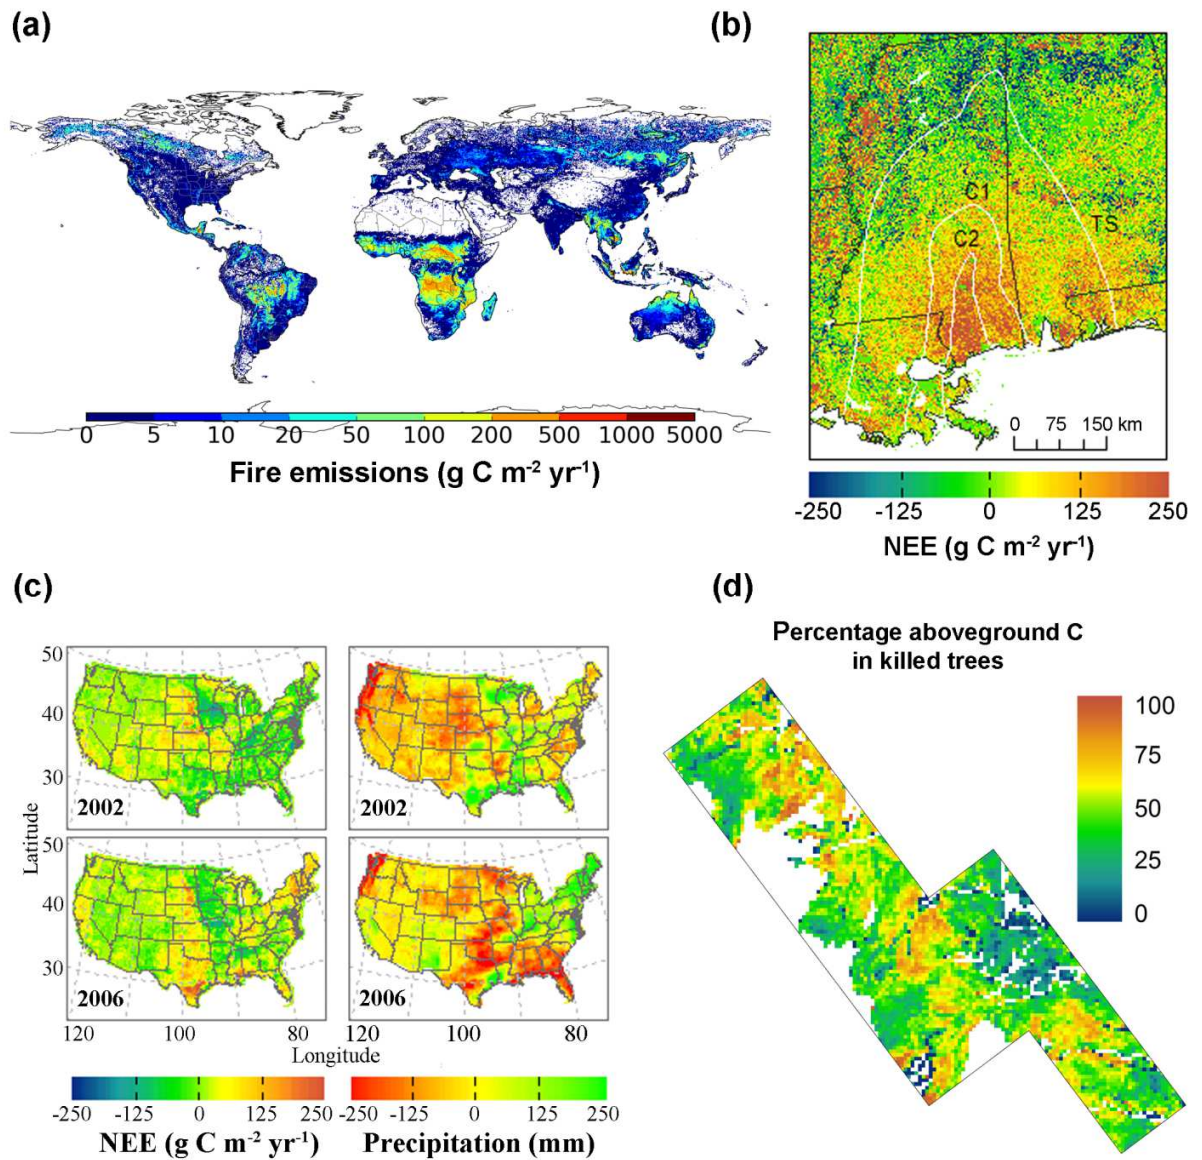 (a)
0 5 10 20 50 100 200 500 1000 5000
Fire emissions (g C m-2 yr-1)
(b)
C1
C2
TS
0 75 150 km
-250 -125 0 125 250
NEE (g C m-2 yr-1)
(c)
50
40
30
2002
2002
50
40
30
2006
2006
Latitude
120 100 80 120 100 80
Longitude
-250 -125 0 125 250
NEE (g C m-2 yr-1)
-250 -125 0 125 250
Precipitation (mm)
(d)
Percentage aboveground C
in killed trees
100
75
50
25
0